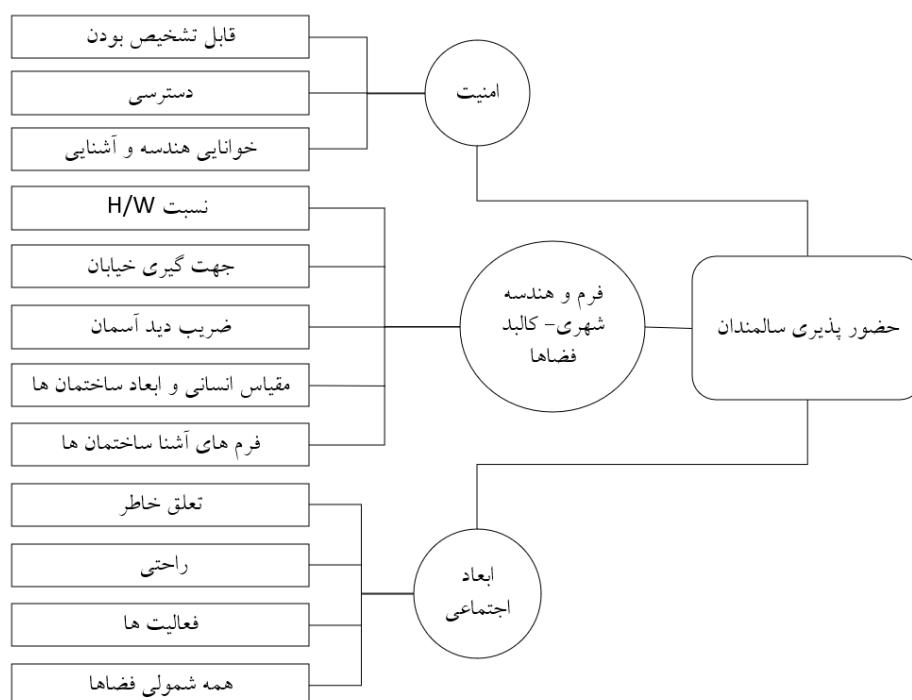 حضور پذیری سالمندان
امنیت
قابل تشخیص بودن
دسترسی
خوانایی هندسه و آشنایی
فرم و هندسه
شهری- کالبد
فضاها
نسبت H/W
جهت گیری خیابان
ضریب دید آسمان
مقیاس انسانی و ابعاد ساختمان ها
فرم های آشنا ساختمان ها
ابعاد
اجتماعی
تعلق خاطر
راحتی
فعالیت ها
همه شمولی فضاها